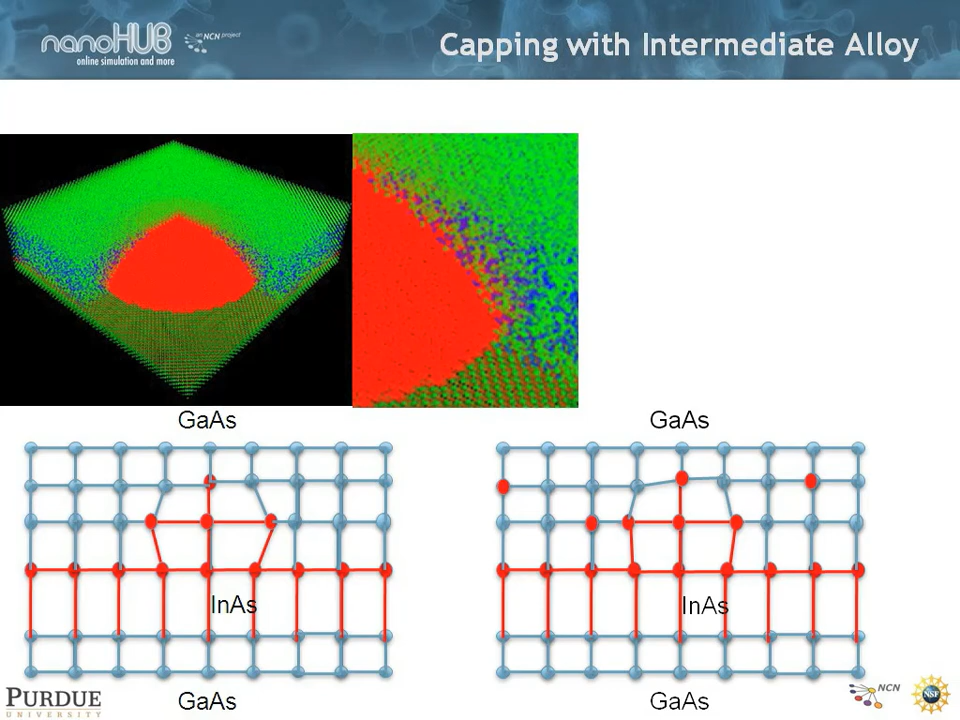 nanoHUB
an NCN project
online simulation and more
Capping with Intermediate Alloy
GaAs
GaAs
InAs
InAs
GaAs
GaAs
PURDUE
UNIVERSITY
NCN
NSF